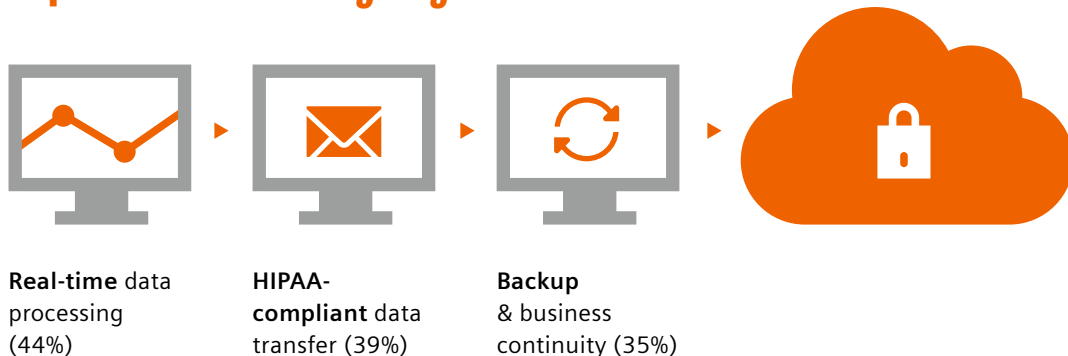 Real-time data
processing
(44%)
HIPAA-
compliant data
transfer (39%)
Backup
& business
continuity (35%)